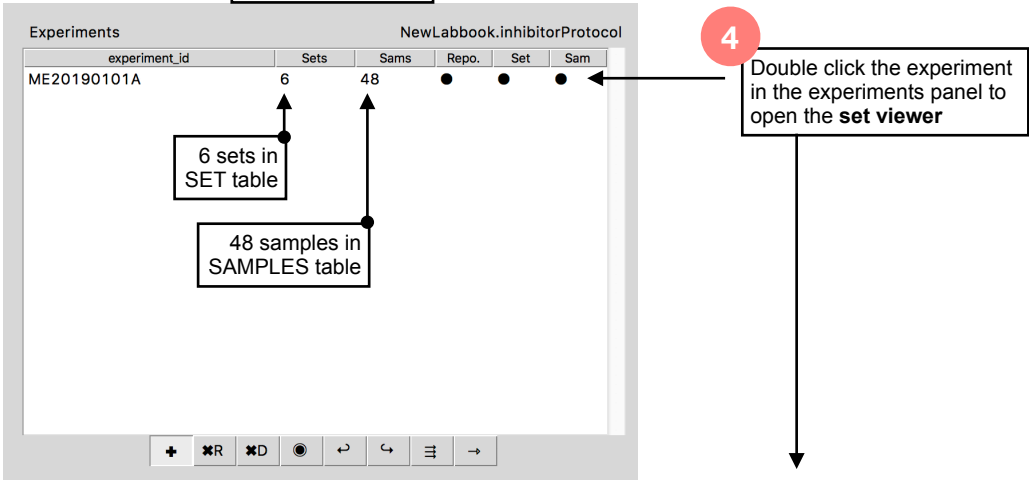 Experiments NewLabbook.inhibitorProtocol
experiment_id Sets Sams Repo. Set Sam
ME20190101A 6 48 ● ● ●
4
Double click the experiment
in the experiments panel to
open the set viewer
6 sets in
SET table
48 samples in
SAMPLES table
✚ ✖R ✖D ◉ ↩ ↪ ⇶ →